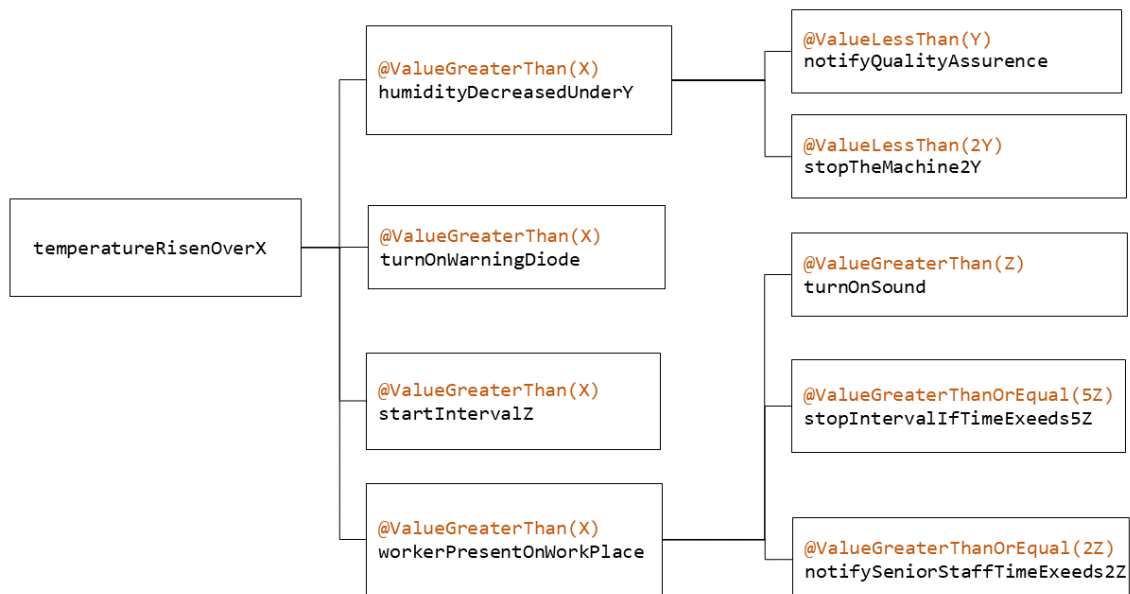 temperatureRisenOverX
@ValueGreaterThan(X)
humidityDecreasedUnderY
@ValueLessThan(Y)
notifyQualityAssurence
@ValueLessThan(2Y)
stopTheMachine2Y
@ValueGreaterThan(X)
turnOnWarningDiode
@ValueGreaterThan(X)
startIntervalZ
@ValueGreaterThan(X)
workerPresentOnWorkPlace
@ValueGreaterThan(Z)
turnOnSound
@ValueGreaterThanOrEqual(5Z)
stopIntervalIfTimeExeeds5Z
@ValueGreaterThanOrEqual(2Z)
notifySeniorStaffTimeExeeds2Z